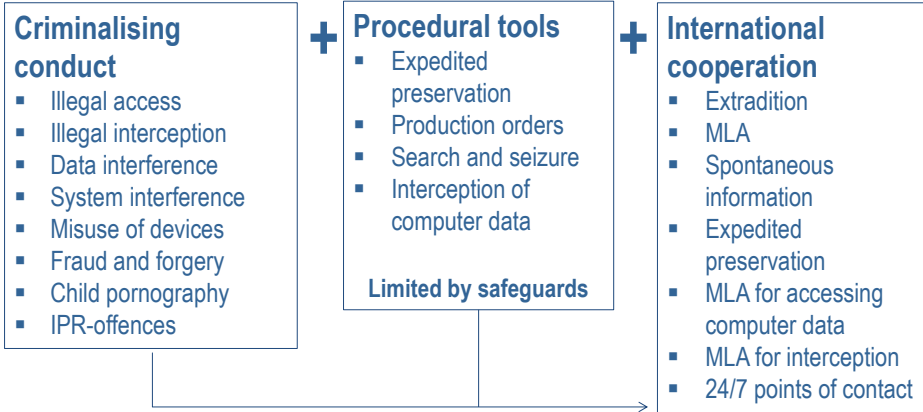 Criminalising
conduct
▪ Illegal access
▪ Illegal interception
▪ Data interference
▪ System interference
▪ Misuse of devices
▪ Fraud and forgery
▪ Child pornography
▪ IPR-offences
+
Procedural tools
▪ Expedited
preservation
▪ Production orders
▪ Search and seizure
▪ Interception of
computer data
Limited by safeguards
+
International
cooperation
▪ Extradition
▪ MLA
▪ Spontaneous
information
▪ Expedited
preservation
▪ MLA for accessing
computer data
▪ MLA for interception
▪ 24/7 points of contact